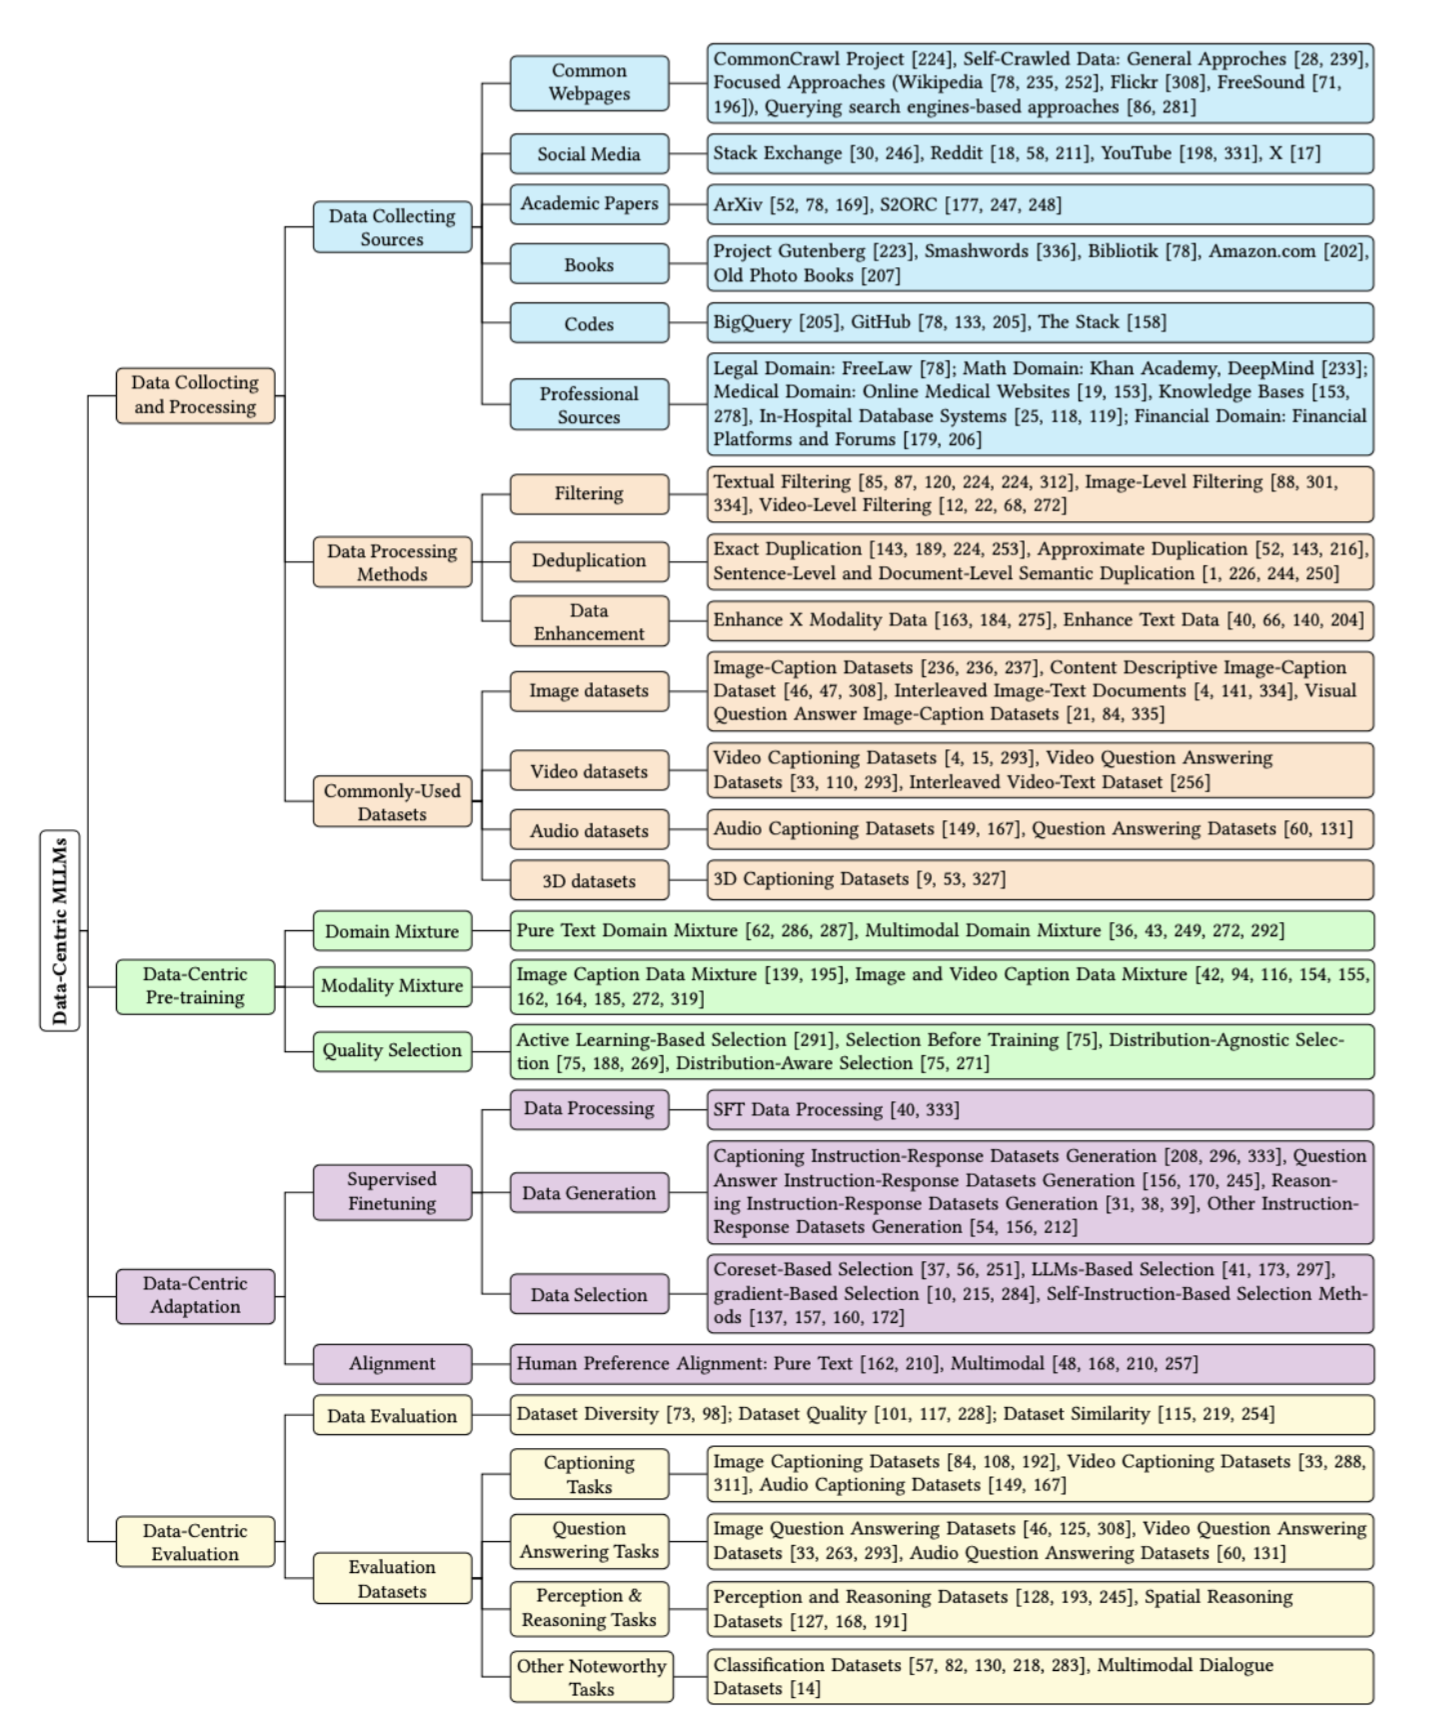 Data-Centric MLLMs
Data Collocting
and Processing
Data Collecting
Sources
Common
Webpages
CommonCrawl Project [224], Self-Crawled Data: General Approches [28, 239],
Focused Approaches (Wikipedia [78, 235, 252], Flickr [308], FreeSound [71,
196]), Querying search engines-based approaches [86, 281]
Social Media
Stack Exchange [30, 246], Reddit [18, 58, 211], YouTube [198, 331], X [17]
Academic Papers
ArXiv [52, 78, 169], S2ORC [177, 247, 248]
Books
Project Gutenberg [223], Smashwords [336], Bibliotik [78], Amazon.com [202],
Old Photo Books [207]
Codes
BigQuery [205], GitHub [78, 133, 205], The Stack [158]
Professional
Sources
Legal Domain: FreeLaw [78]; Math Domain: Khan Academy, DeepMind [233];
Medical Domain: Online Medical Websites [19, 153], Knowledge Bases [153,
278], In-Hospital Database Systems [25, 118, 119]; Financial Domain: Financial
Platforms and Forums [179, 206]
Data Processing
Methods
Filtering
Textual Filtering [85, 87, 120, 224, 224, 312], Image-Level Filtering [88, 301,
334], Video-Level Filtering [12, 22, 68, 272]
Deduplication
Exact Duplication [143, 189, 224, 253], Approximate Duplication [52, 143, 216],
Sentence-Level and Document-Level Semantic Duplication [1, 226, 244, 250]
Data
Enhancement
Enhance X Modality Data [163, 184, 275], Enhance Text Data [40, 66, 140, 204]
Commonly-Used
Datasets
Image datasets
Image-Caption Datasets [236, 236, 237], Content Descriptive Image-Caption
Dataset [46, 47, 308], Interleaved Image-Text Documents [4, 141, 334], Visual
Question Answer Image-Caption Datasets [21, 84, 335]
Video datasets
Video Captioning Datasets [4, 15, 293], Video Question Answering
Datasets [33, 110, 293], Interleaved Video-Text Dataset [256]
Audio datasets
Audio Captioning Datasets [149, 167], Question Answering Datasets [60, 131]
3D datasets
3D Captioning Datasets [9, 53, 327]
Data-Centric
Pre-training
Domain Mixture
Pure Text Domain Mixture [62, 286, 287], Multimodal Domain Mixture [36, 43, 249, 272, 292]
Modality Mixture
Image Caption Data Mixture [139, 195], Image and Video Caption Data Mixture [42, 94, 116, 154, 155,
162, 164, 185, 272, 319]
Quality Selection
Active Learning-Based Selection [291], Selection Before Training [75], Distribution-Agnostic Selec-
tion [75, 188, 269], Distribution-Aware Selection [75, 271]
Data-Centric
Adaptation
Supervised
Finetuning
Data Processing
SFT Data Processing [40, 333]
Data Generation
Captioning Instruction-Response Datasets Generation [208, 296, 333], Question
Answer Instruction-Response Datasets Generation [156, 170, 245], Reason-
ing Instruction-Response Datasets Generation [31, 38, 39], Other Instruction-
Response Datasets Generation [54, 156, 212]
Data Selection
Coreset-Based Selection [37, 56, 251], LLMs-Based Selection [41, 173, 297],
gradient-Based Selection [10, 215, 284], Self-Instruction-Based Selection Meth-
ods [137, 157, 160, 172]
Alignment
Human Preference Alignment: Pure Text [162, 210], Multimodal [48, 168, 210, 257]
Data-Centric
Evaluation
Data Evaluation
Dataset Diversity [73, 98]; Dataset Quality [101, 117, 228]; Dataset Similarity [115, 219, 254]
Evaluation
Datasets
Captioning
Tasks
Image Captioning Datasets [84, 108, 192], Video Captioning Datasets [33, 288,
311], Audio Captioning Datasets [149, 167]
Question
Answering Tasks
Image Question Answering Datasets [46, 125, 308], Video Question Answering
Datasets [33, 263, 293], Audio Question Answering Datasets [60, 131]
Perception &
Reasoning Tasks
Perception and Reasoning Datasets [128, 193, 245], Spatial Reasoning
Datasets [127, 168, 191]
Other Noteworthy
Tasks
Classification Datasets [57, 82, 130, 218, 283], Multimodal Dialogue
Datasets [14]